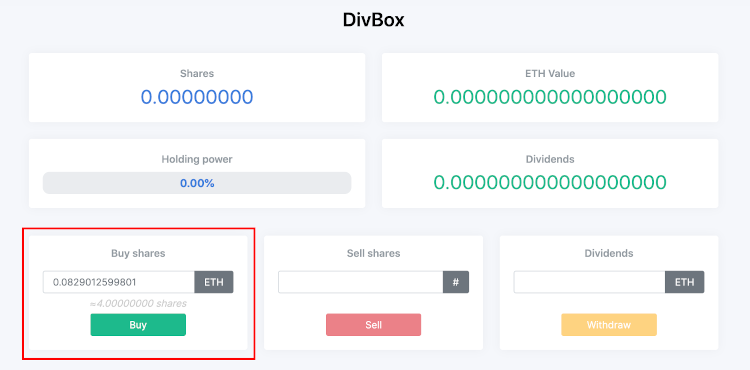 DivBox
Shares
0.00000000
ETH Value
0.000000000000000000
Holding power
0.00%
Dividends
0.000000000000000000
Buy shares
0.0829012599801 ETH
≈4.00000000 shares
Buy
Sell shares
#
Sell
Dividends
ETH
Withdraw